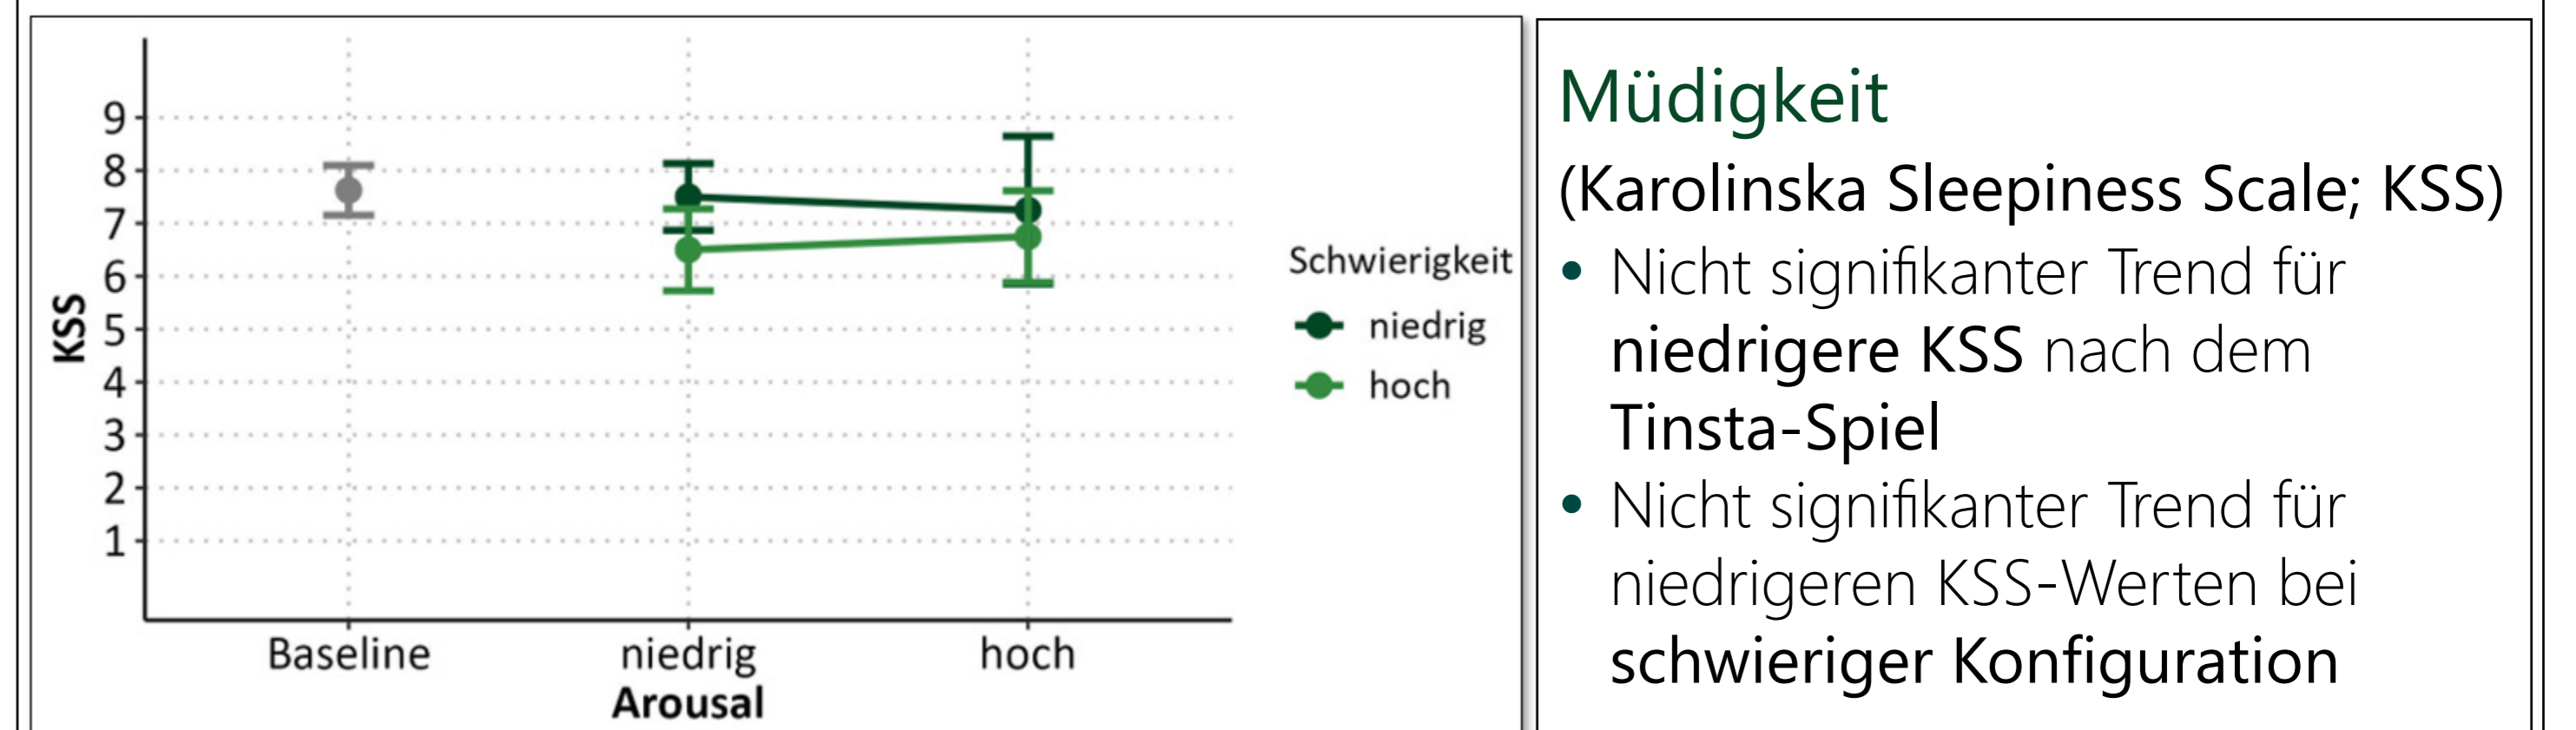 9
8
7
6
5
4
3
2
1
KSS
Baseline
niedrig
hoch
Arousal
Schwierigkeit
niedrig
hoch
Müdigkeit
(Karolinska Sleepiness Scale; KSS)
• Nicht signifikanter Trend für
niedrigere KSS nach dem
Tinsta-Spiel
• Nicht signifikanter Trend für
niedrigeren KSS-Werten bei
schwieriger Konfiguration